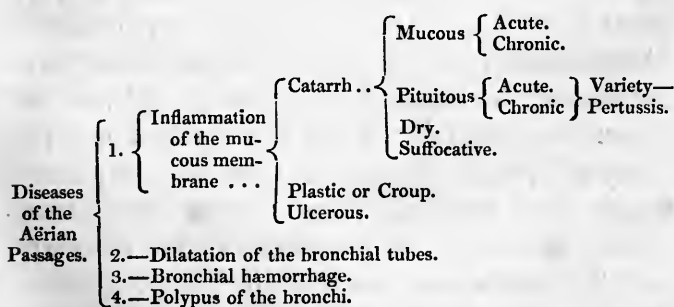 Diseases
of the
Aërian
Passages.
1.
Inflammation
of the mu-
cous mem-
brane ...
Catarrh ..
Mucous
Acute.
Chronic.
Pituitous
Acute.
Chronic
Variety—
Pertussis.
Dry.
Suffocative.
Plastic or Croup.
Ulcerous.
2.—Dilatation of the bronchial tubes.
3.—Bronchial hæmorrhage.
4.—Polypus of the bronchi.